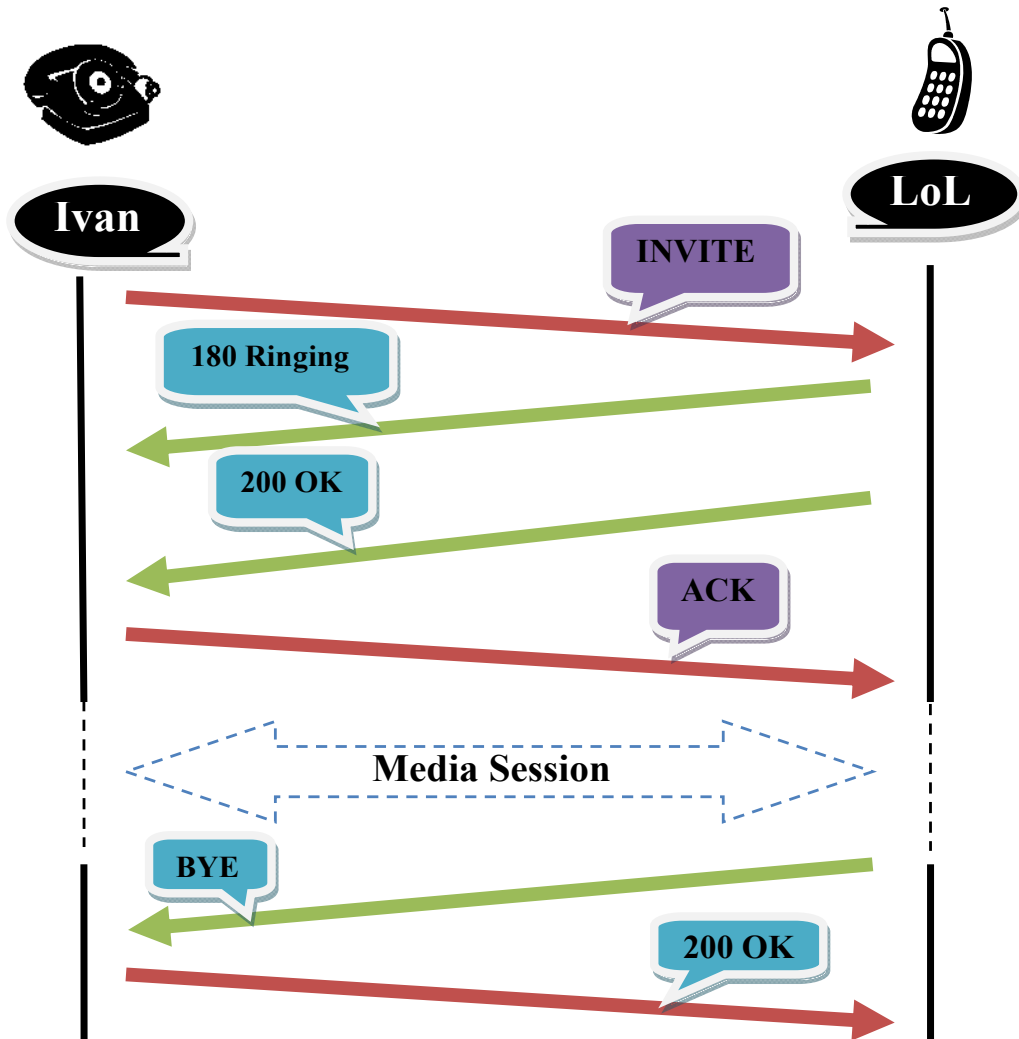 Ivan
LoL
INVITE
180 Ringing
200 OK
ACK
Media Session
BYE
200 OK